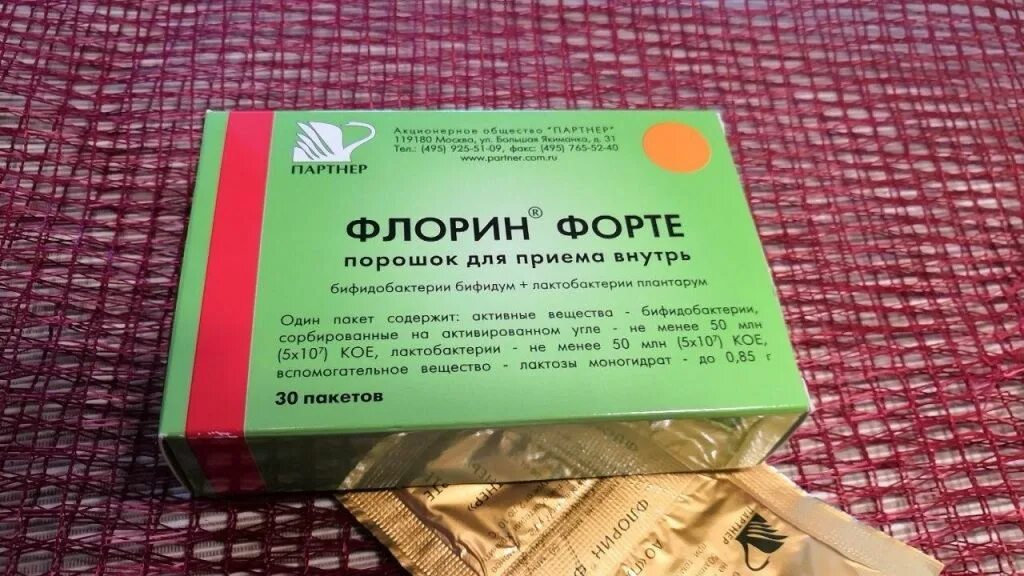 Акционерное общество "ПАРТНЕР"
119180 Москва, ул. Большая Якиманка, д. 31
Тел.: (495) 925-51-09, факс: (495) 765-52-40
www.partner.com.ru
ПАРТНЕР
ФЛОРИН® ФОРТЕ
порошок для приема внутрь
бифидобактерии бифидум + лактобактерии плантарум
Один пакет содержит: активные вещества - бифидобактерии,
сорбированные на активированном угле - не менее 50 млн
(5x10⁷) КОЕ, лактобактерии - не менее 50 млн (5x10⁷) КОЕ,
вспомогательное вещество - лактозы моногидрат - до 0,85 г
30 пакетов
ПАРТНЕР
ФЛОРИН